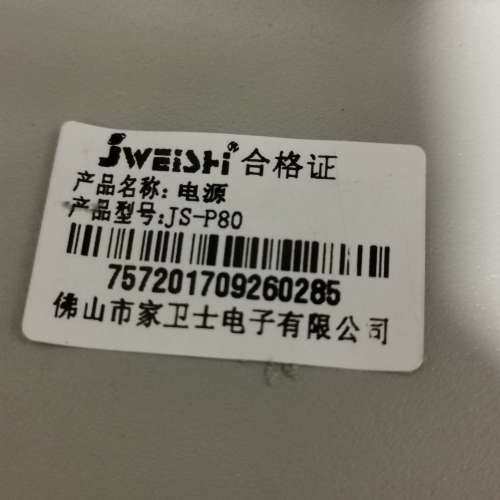 JWEISHI® 合格证
产品名称: 电源
产品型号:JS-P80
757201709260285
佛山市家卫士电子有限公司